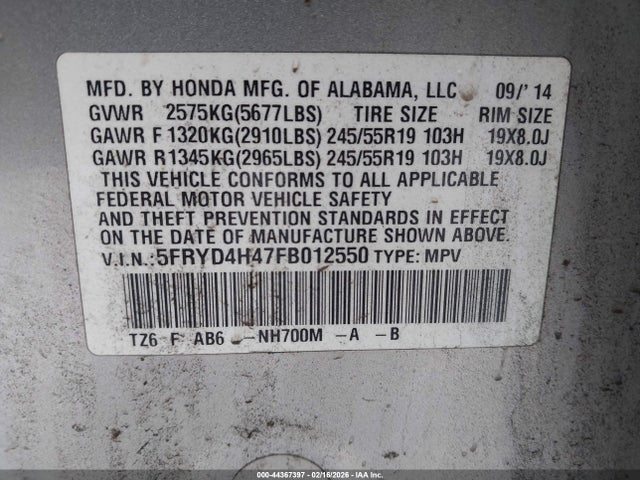 MFD. BY HONDA MFG. OF ALABAMA, LLC 09/'14
GVWR 2575KG(5677LBS) TIRE SIZE RIM SIZE
GAWR F 1320KG(2910LBS) 245/55R19 103H 19X8.0J
GAWR R 1345KG(2965LBS) 245/55R19 103H 19X8.0J
THIS VEHICLE CONFORMS TO ALL APPLICABLE
FEDERAL MOTOR VEHICLE SAFETY
AND THEFT PREVENTION STANDARDS IN EFFECT
ON THE DATE OF MANUFACTURE SHOWN ABOVE.
V.I.N.:5FRYD4H47FB012550 TYPE: MPV
TZ6 F AB6 -NH700M -A -B
000-44367397 - 02/16/2026 - IAAI.COM